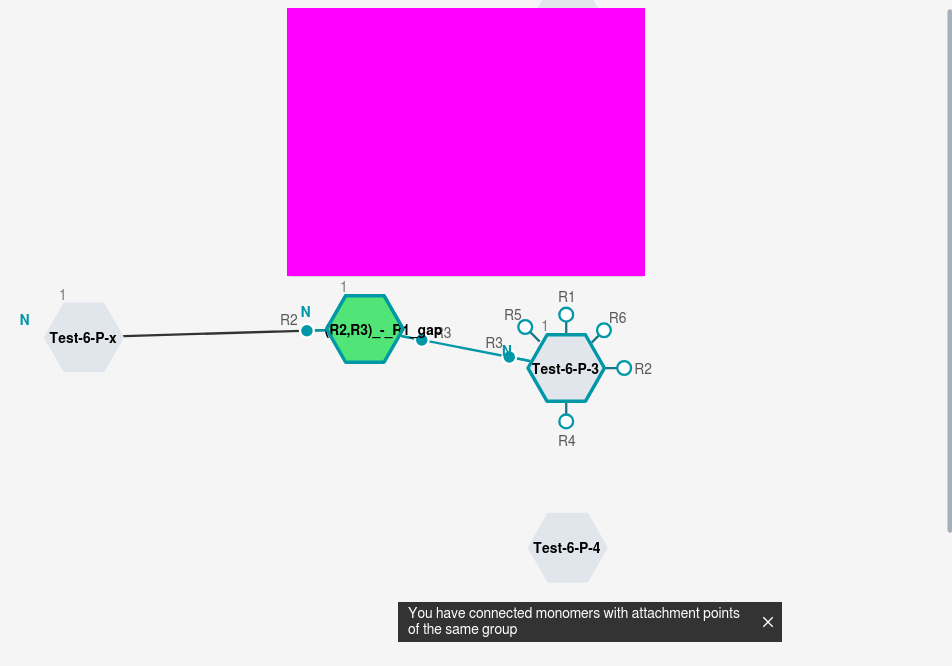 1
1
R1
R5
R6
1
N
N
R2
(R2,R3)_-_R1_gap
R3
Test-6-P-x
R3
N
Test-6-P-3
R2
R4
Test-6-P-4
You have connected monomers with attachment points
of the same group